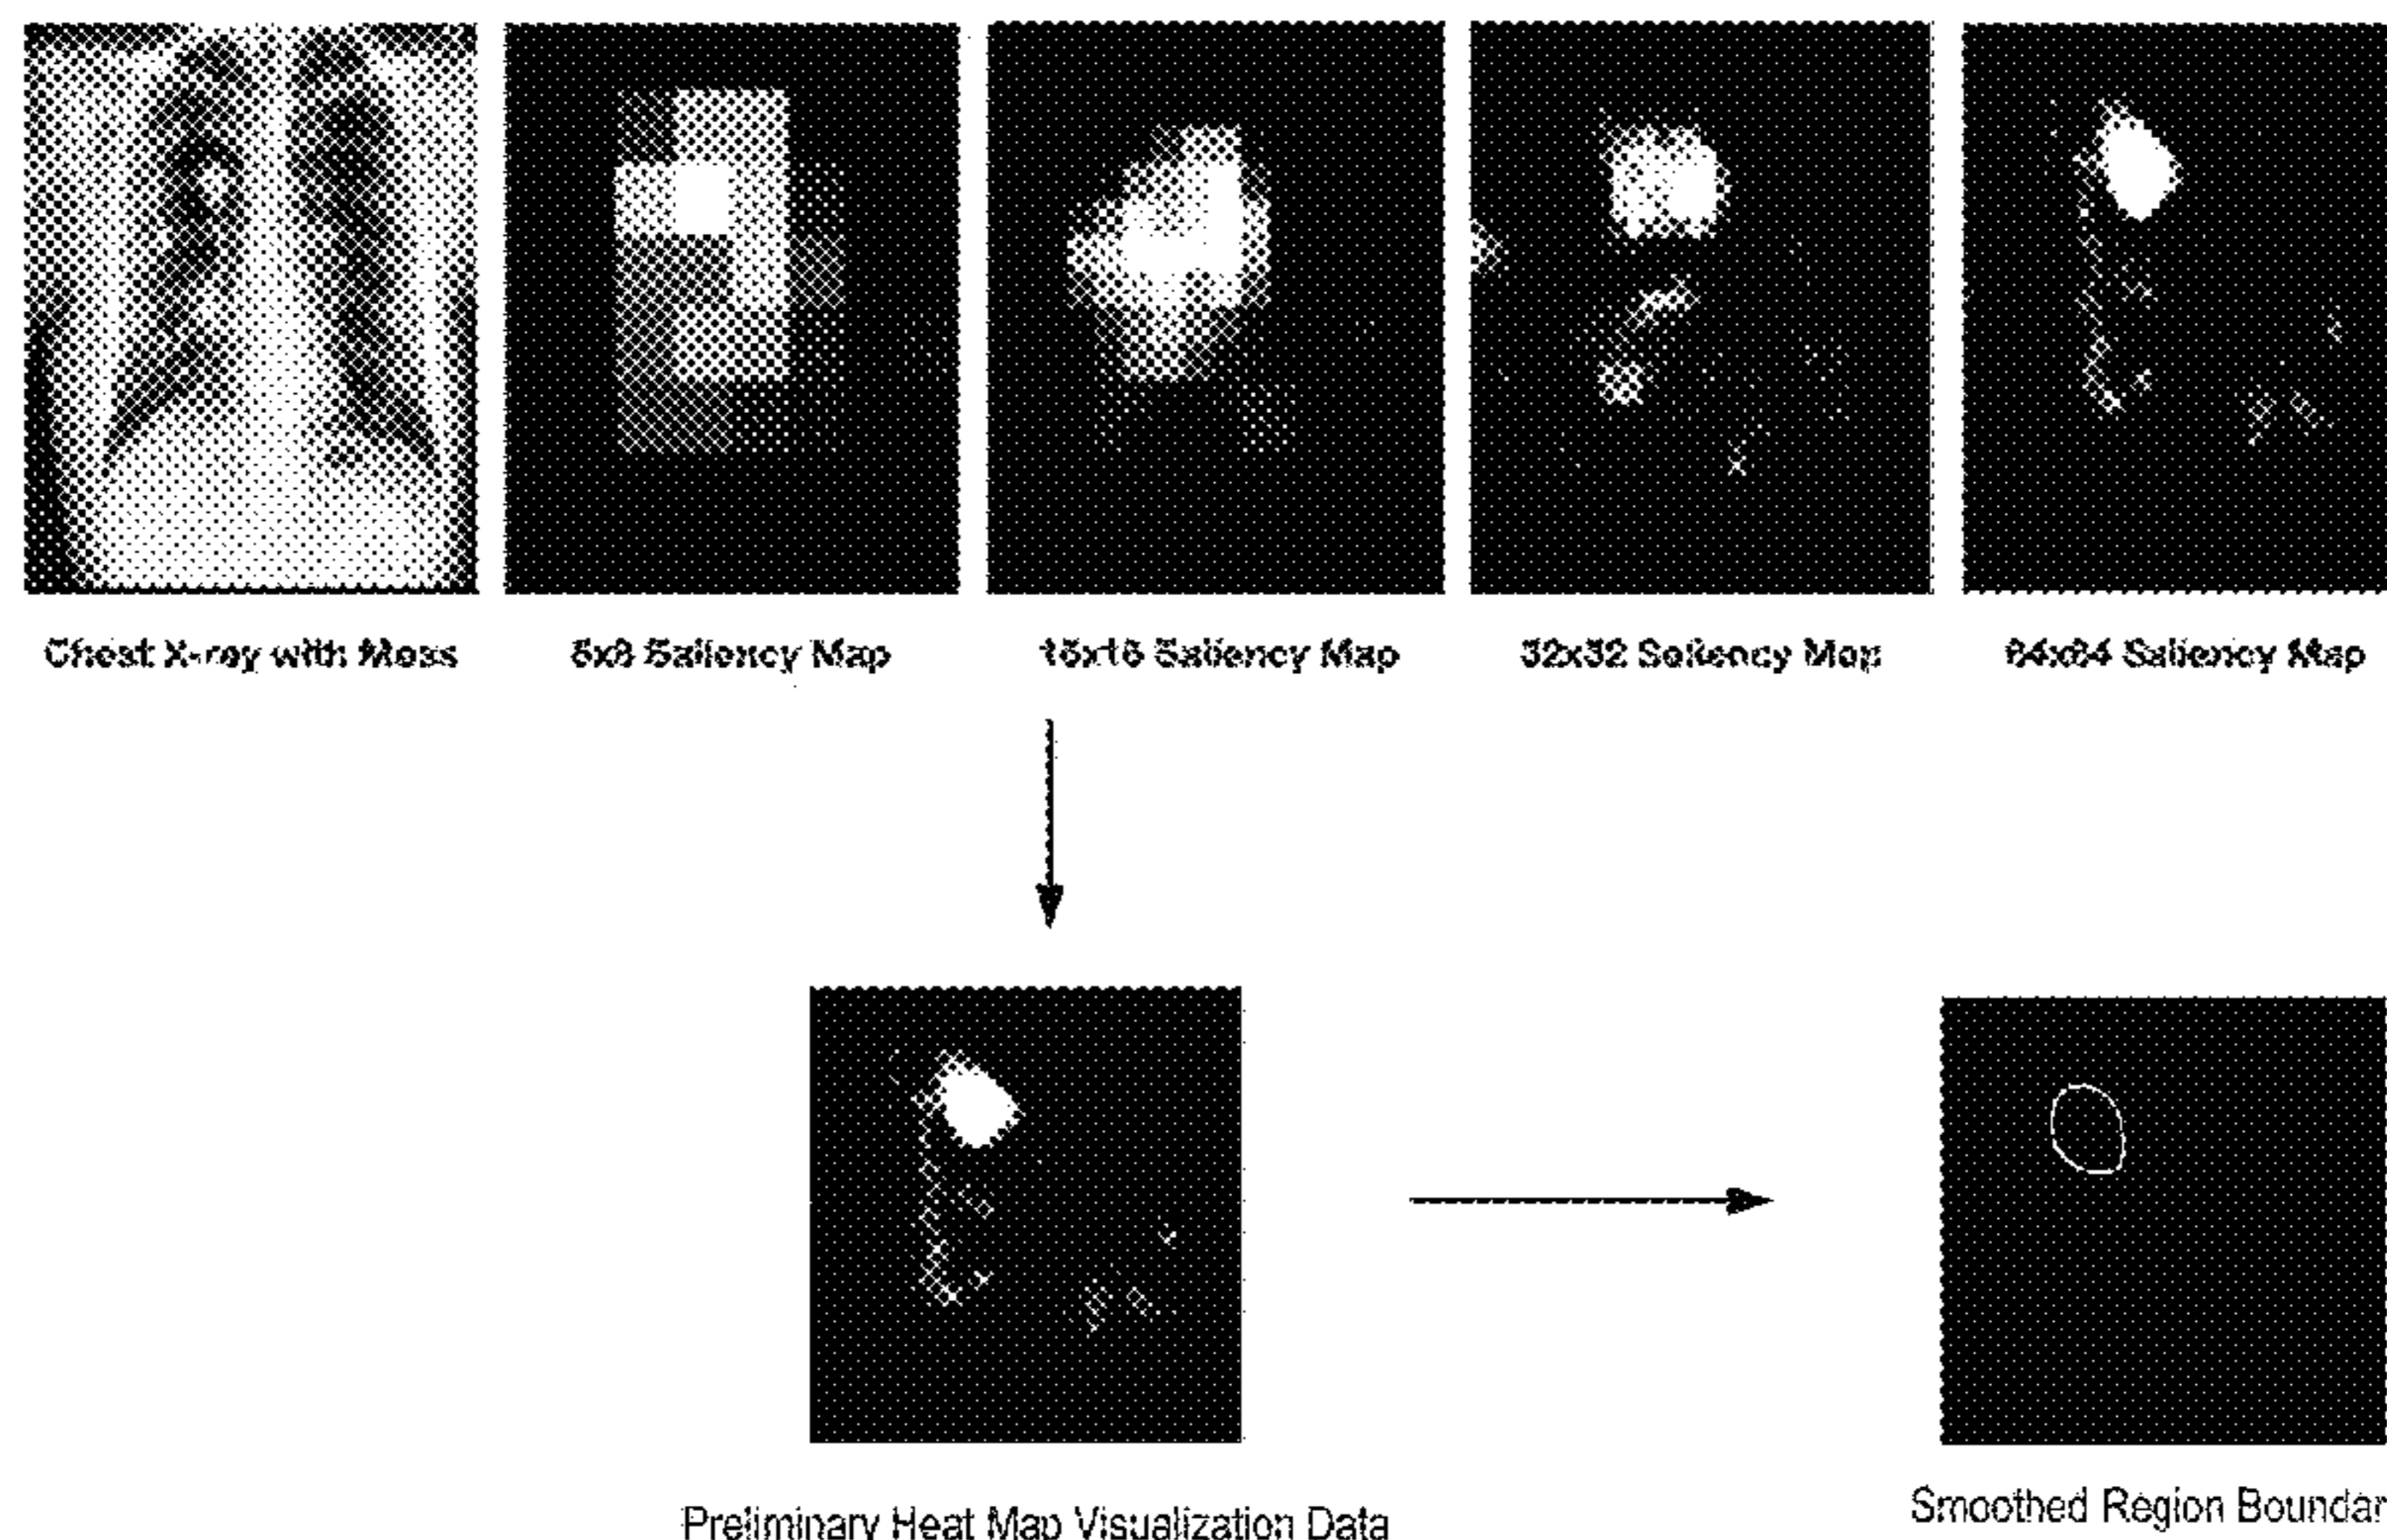 Chest X-ray with Mass
8x8 Saliency Map
16x16 Saliency Map
32x32 Saliency Map
64x64 Saliency Map
Preliminary Heat Map Visualization Data
Smoothed Region Boundar